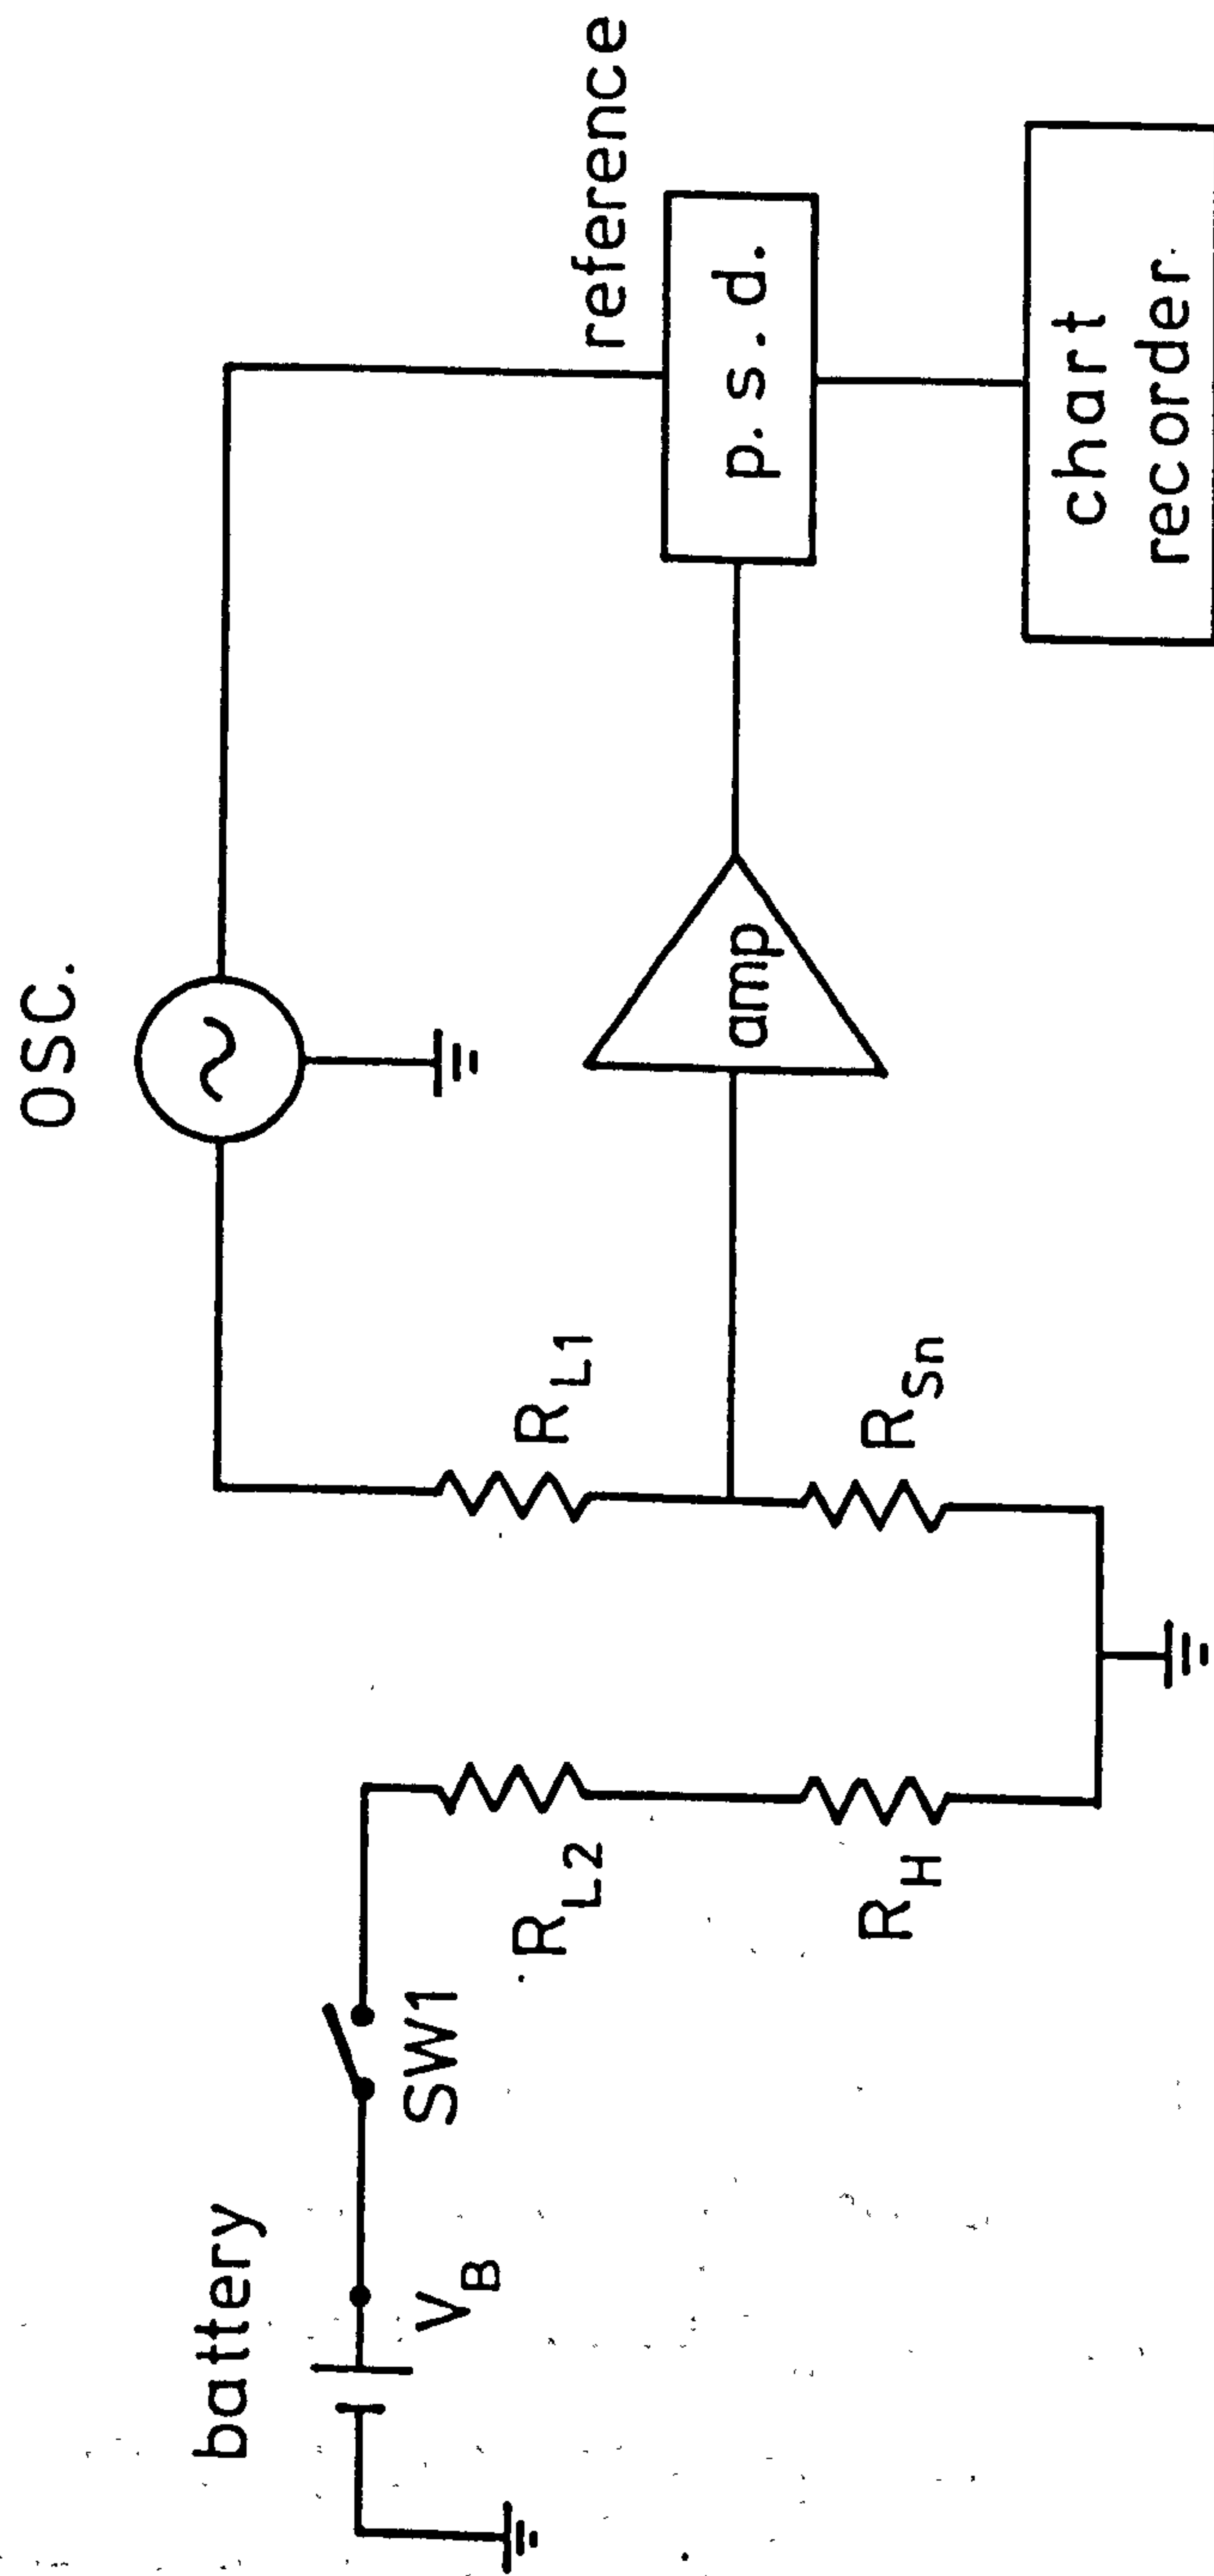 OSC.
reference
battery
V_B
SW1
R_L2
R_L1
R_H
R_Sn
amp
p. s. d.
chart
recorder
~